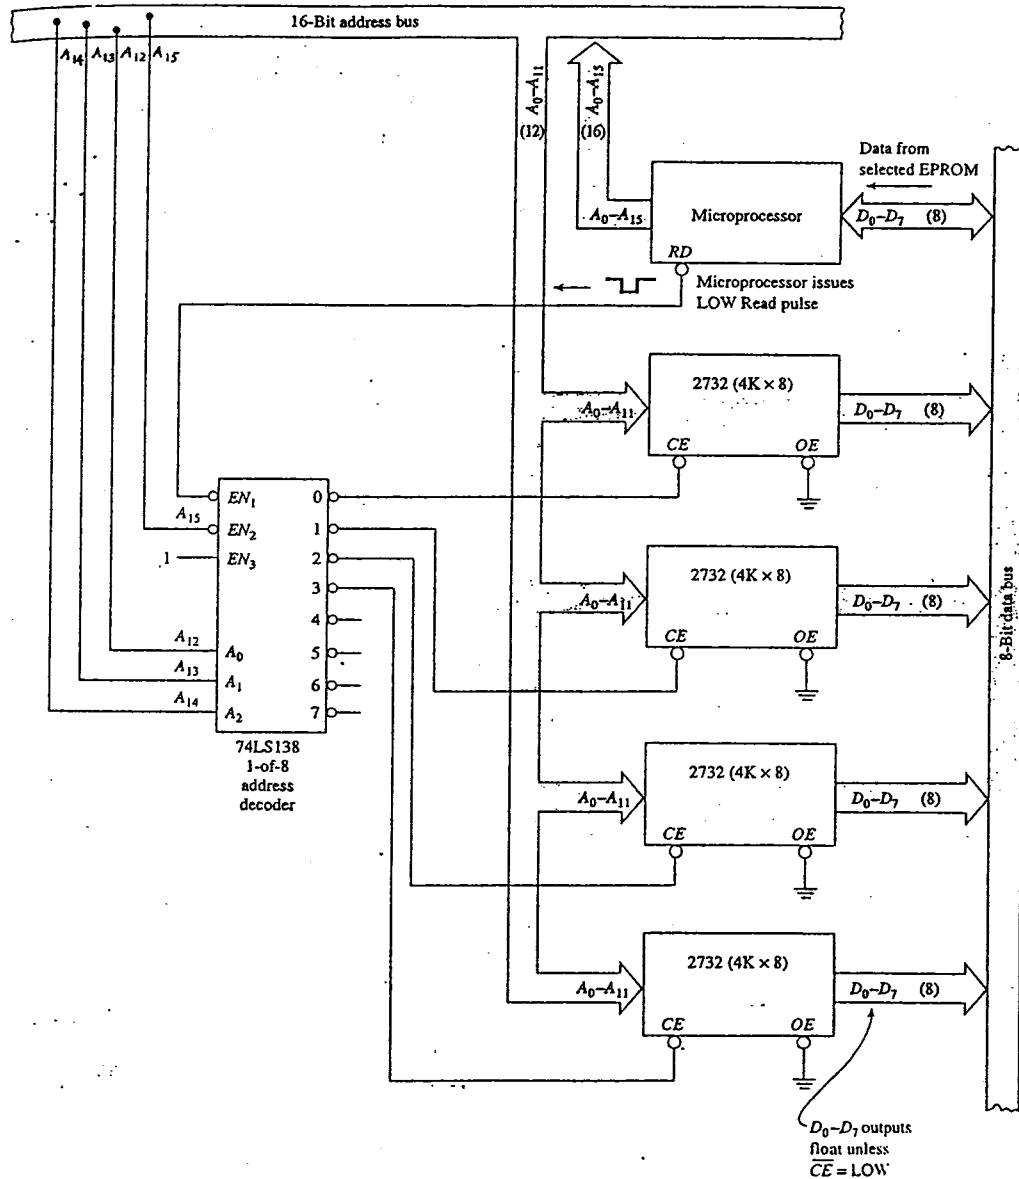 16-Bit address bus
A14 A13 A12 A15
A0–A11
(12)
A0–A15
(16)
Data from
selected EPROM
A0–A15
Microprocessor
D0–D7 (8)
RD
Microprocessor issues
LOW Read pulse
2732 (4K × 8)
A0–A11
D0–D7 (8)
CE OE
EN1 0
A15
EN2 1
1 EN3 2
3
4
A12
A0 5
A13
A1 6
A14
A2 7
74LS138
1-of-8
address
decoder
2732 (4K × 8)
A0–A11
D0–D7 (8)
CE OE
8-Bit data bus
2732 (4K × 8)
A0–A11
D0–D7 (8)
CE OE
2732 (4K × 8)
A0–A11
D0–D7 (8)
CE OE
D0–D7 outputs
float unless
C̅E̅ = LOW